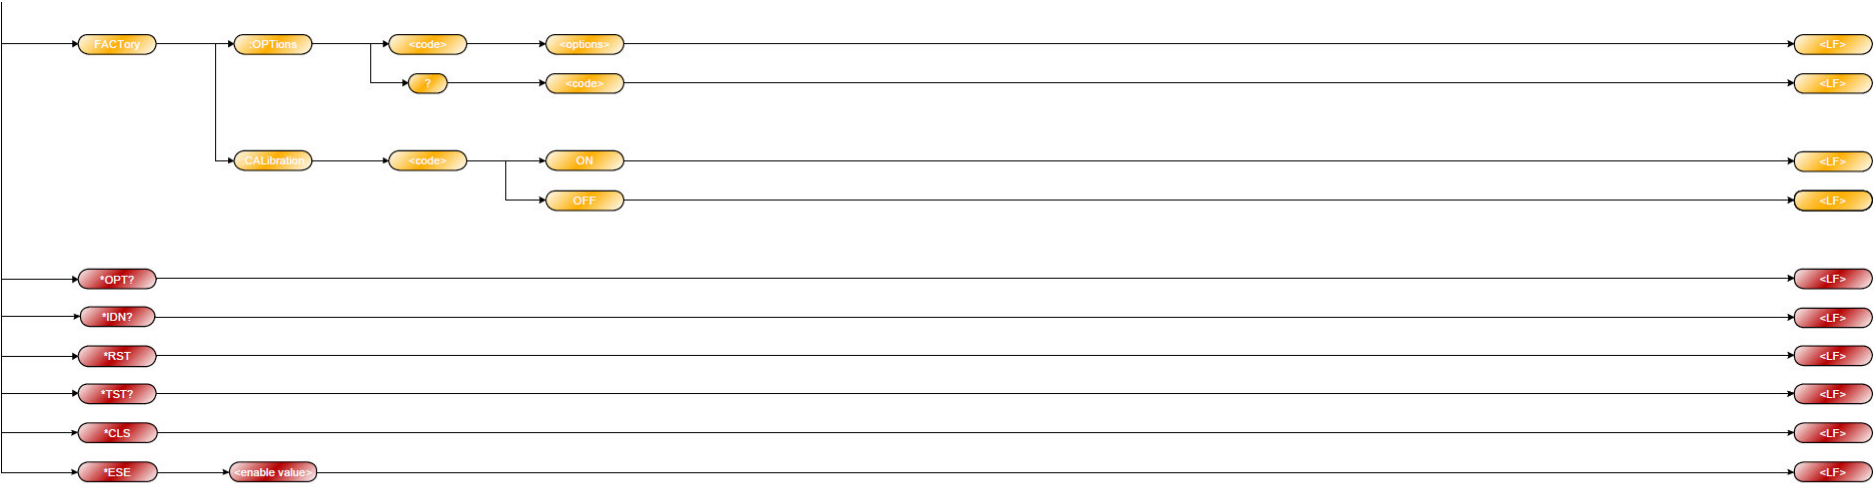 FACTory :OPTions <code> <options> <LF>
? <code> <LF>
:CALibration <code> ON <LF>
OFF <LF>
*OPT? <LF>
*IDN? <LF>
*RST <LF>
*TST? <LF>
*CLS <LF>
*ESE <enable value> <LF>